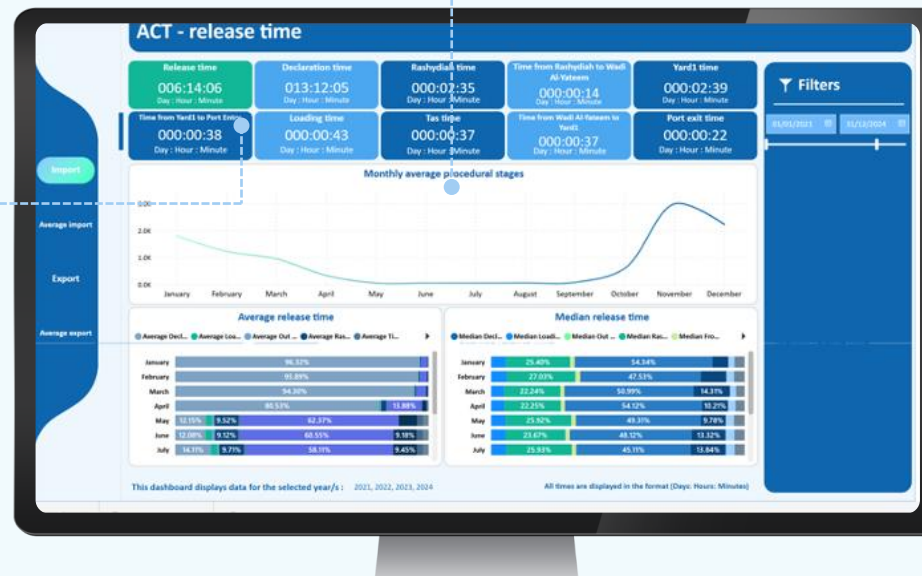 ACT - release time
Release time
006:14:06
Day : Hour : Minute
Declaration time
013:12:05
Day : Hour : Minute
Rashydiah time
000:02:35
Day : Hour : Minute
Time from Rashydiah to Wadi Al-Yateem
000:00:14
Day : Hour : Minute
Yard1 time
000:02:39
Day : Hour : Minute
Time from Yard1 to Port Entry
000:00:38
Day : Hour : Minute
Loading time
000:00:43
Day : Hour : Minute
Tas time
000:00:37
Day : Hour : Minute
Time from Wadi Al-Yateem to Yard1
000:00:37
Day : Hour : Minute
Port exit time
000:00:22
Day : Hour : Minute
Filters
01/01/2021
31/12/2024
Import
Average import
Export
Average export
Monthly average procedural stages
2.0K
1.0K
0.0K
January February March April May June July August September October November December
Average release time
Average Decl... Average Loa... Average Out ... Average Ras... Average Ti...
January 96.32%
February 95.89%
March 94.30%
April 80.53% 13.88%
May 12.15% 9.52% 62.37%
June 12.08% 9.12% 60.55% 9.18%
July 14.31% 9.71% 58.11% 9.45%
Median release time
Median Decl... Median Loadi... Median Out ... Median Ras... Median Fro...
January 25.40% 54.34%
February 27.03% 47.53%
March 22.24% 50.99% 14.31%
April 22.25% 54.12% 10.21%
May 25.92% 49.31% 9.78%
June 23.67% 48.12% 13.32%
July 25.93% 45.11% 13.84%
This dashboard displays data for the selected year/s : 2021, 2022, 2023, 2024
All times are displayed in the format (Days: Hours: Minutes)